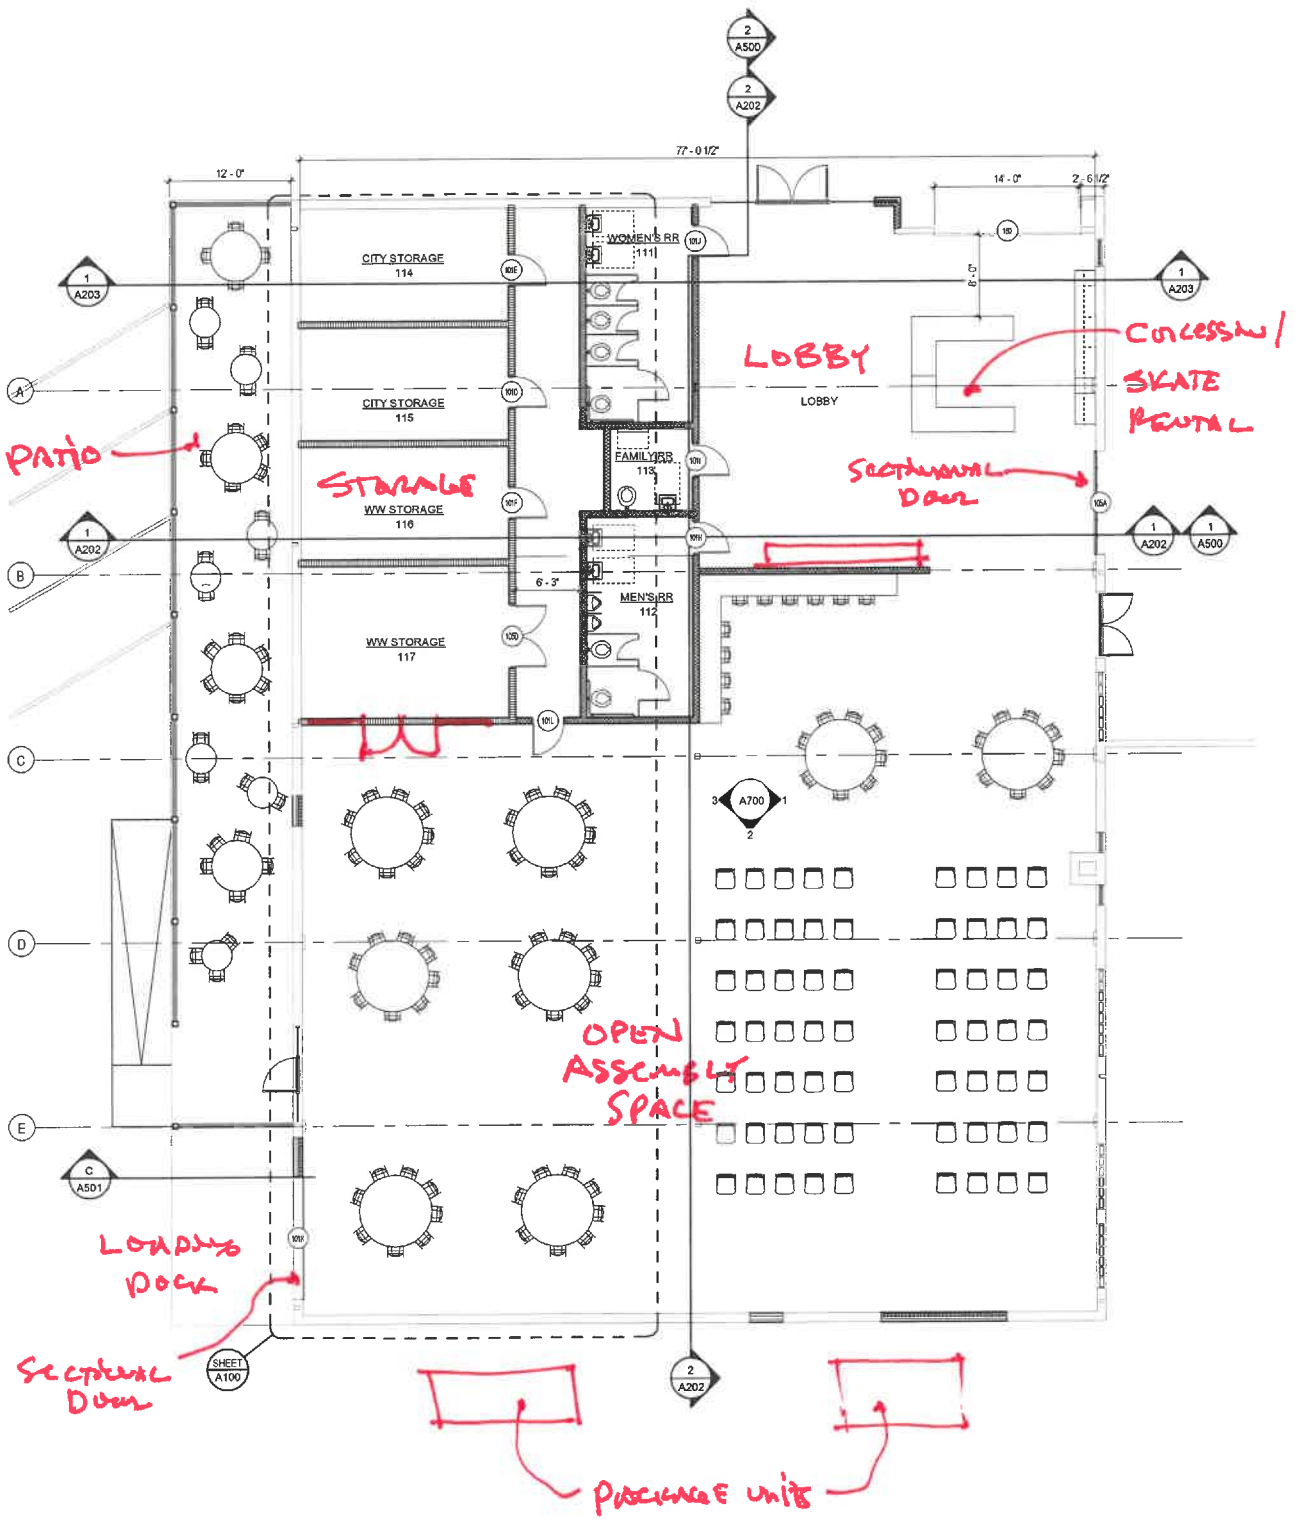 2
A500
2
A202
77'-0 1/2"
12'-0"
14'-0"
2'-6 1/2"
WOMEN'S RR
111
101J
160
CITY STORAGE
114
101E
1
A203
1
A203
8'-0"
CONCESSION/
SKATE
RENTAL
LOBBY
LOBBY
A
CITY STORAGE
115
101D
PATIO
FAMILY RR
113
101I
SECTIONAL
DOOR
STORAGE
WW STORAGE
116
101F
105A
1
A202
101H
1
A202
1
A500
B
6'-3"
MEN'S RR
112
WW STORAGE
117
105D
101L
C
3
A700
1
2
D
OPEN
ASSEMBLY
SPACE
E
C
A501
LOADING
DOCK
101K
SECTIONAL
DOOR
SHEET
A100
2
A202
PACKAGE UNITS